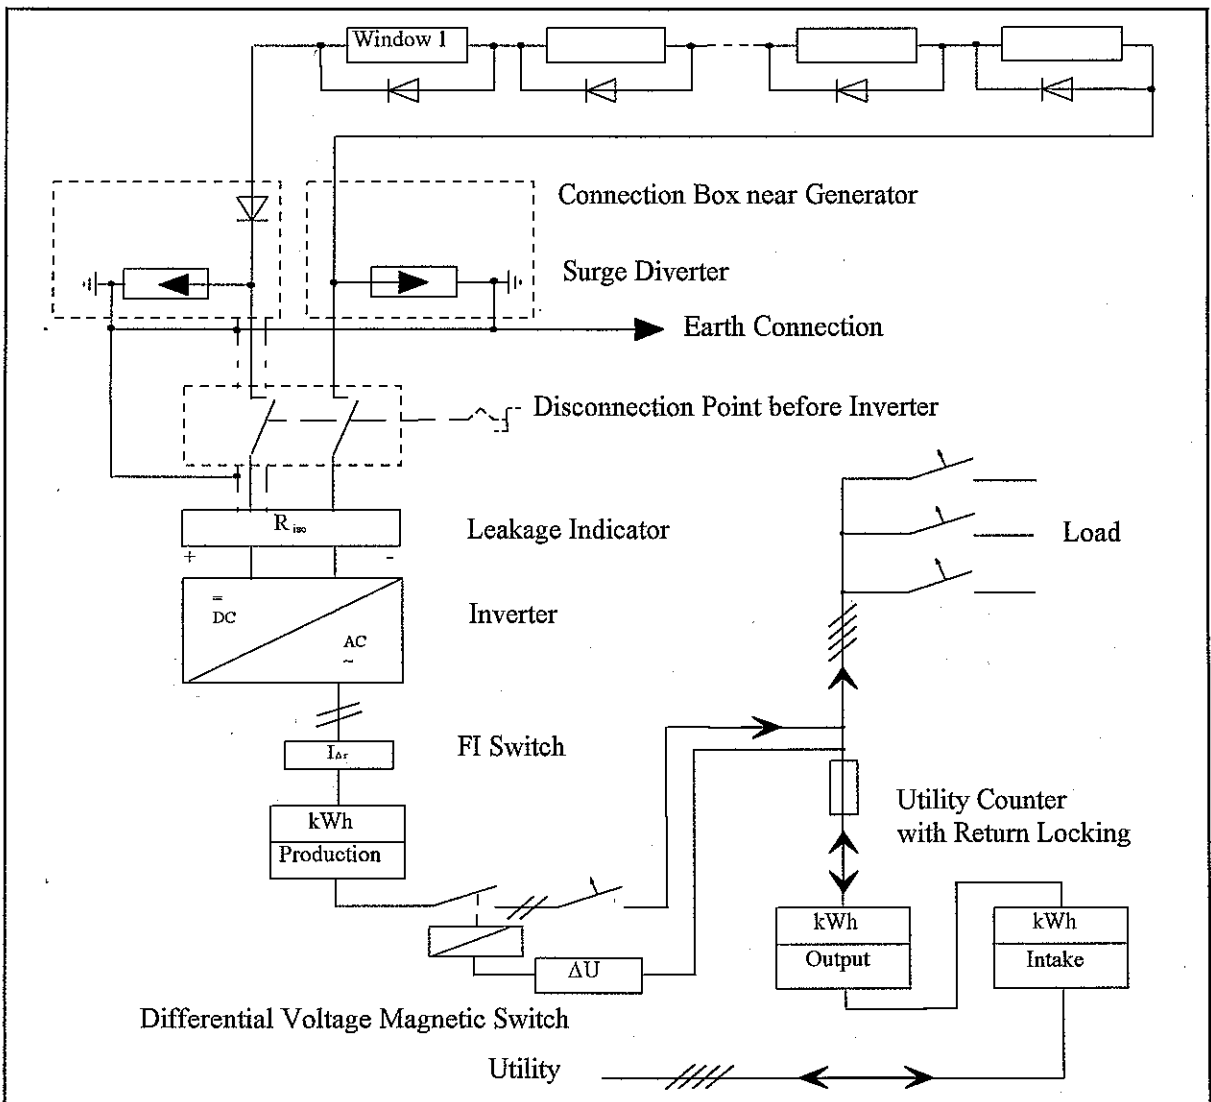 Window 1
Connection Box near Generator
Surge Diverter
Earth Connection
Disconnection Point before Inverter
R iso
Leakage Indicator
Load
+ -
=
DC
Inverter
AC
~
I∆r
FI Switch
kWh
Production
Utility Counter
with Return Locking
kWh
Output
kWh
Intake
ΔU
Differential Voltage Magnetic Switch
Utility